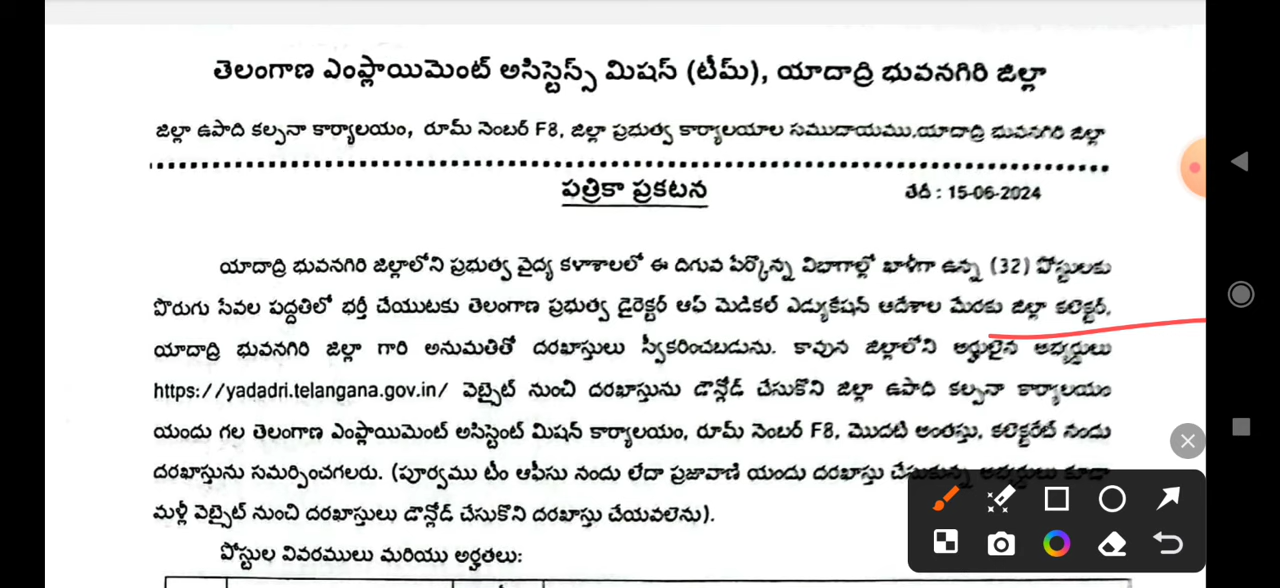 తెలంగాణ ఎంప్లాయిమెంట్ అసిస్టెన్స్ మిషన్ (టీమ్), యాదాద్రి భువనగిరి జిల్లా
జిల్లా ఉపాధి కల్పనా కార్యాలయం, రూమ్ నెంబర్ F8, జిల్లా ప్రభుత్వ కార్యాలయాల సముదాయము,యాదాద్రి భువనగిరి జిల్లా
పత్రికా ప్రకటన తేదీ : 15-06-2024
యాదాద్రి భువనగిరి జిల్లాలోని ప్రభుత్వ వైద్య కళాశాలలో ఈ దిగువ పేర్కొన్న విభాగాల్లో ఖాళీగా ఉన్న (32) పోస్టులకు
పొరుగు సేవల పద్దతిలో భర్తీ చేయుటకు తెలంగాణ ప్రభుత్వ డైరెక్టర్ ఆఫ్ మెడికల్ ఎడ్యుకేషన్ ఆదేశాల మేరకు జిల్లా కలెక్టర్,
యాదాద్రి భువనగిరి జిల్లా గారి అనుమతితో దరఖాస్తులు స్వీకరించబడును. కావున జిల్లాలోని అర్హులైన అభ్యర్థులు
https://yadadri.telangana.gov.in/ వెబ్సైట్ నుంచి దరఖాస్తును డౌన్లోడ్ చేసుకొని జిల్లా ఉపాధి కల్పనా కార్యాలయం
యందు గల తెలంగాణ ఎంప్లాయిమెంట్ అసిస్టెంట్ మిషన్ కార్యాలయం, రూమ్ నెంబర్ F8, మొదటి అంతస్తు, కలెక్టరేట్ నందు
దరఖాస్తును సమర్పించగలరు. (పూర్వము టీం ఆఫీసు నందు లేదా ప్రజావాణి యందు దరఖాస్తు చేసుకున్న అభ్యర్థులు కూడా
మళ్లీ వెబ్సైట్ నుంచి దరఖాస్తులు డౌన్లోడ్ చేసుకొని దరఖాస్తు చేయవలెను).
పోస్టుల వివరములు మరియు అర్హతలు: